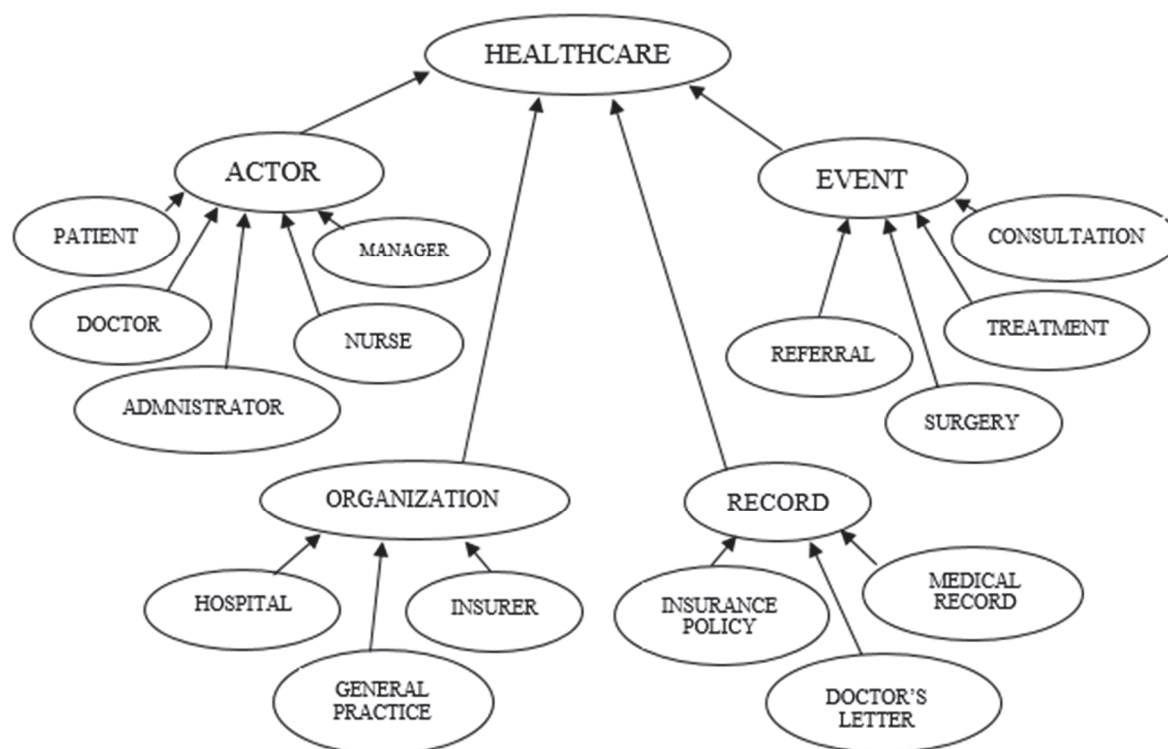 HEALTHCARE
ACTOR
EVENT
PATIENT
MANAGER
CONSULTATION
DOCTOR
NURSE
REFERRAL
TREATMENT
ADMNISTRATOR
SURGERY
ORGANIZATION
RECORD
HOSPITAL
INSURER
INSURANCE
POLICY
MEDICAL
RECORD
GENERAL
PRACTICE
DOCTOR'S
LETTER